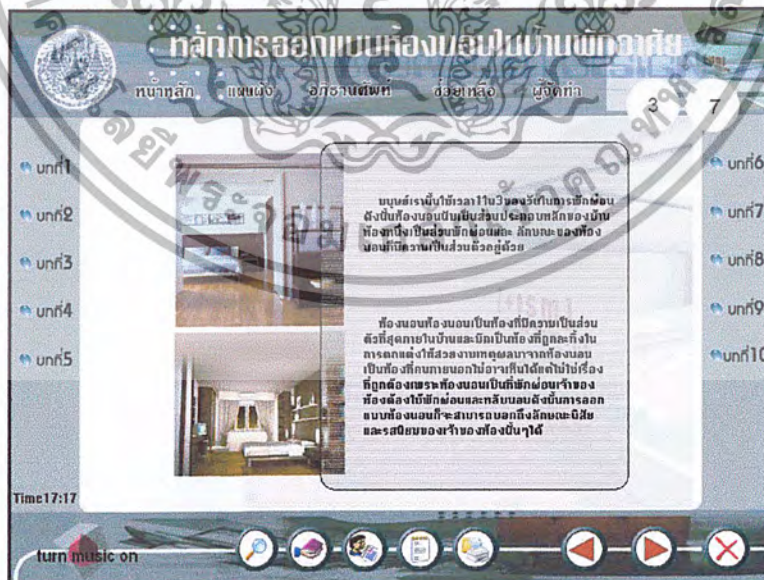 หลักการออกแบบห้องนอนในบ้านพักอาศัย
หน้าหลัก แผนผัง อภิธานศัพท์ ช่วยเหลือ ผู้จัดทำ
3 7
บทที่1
บทที่2
บทที่3
บทที่4
บทที่5
มนุษย์เรานั้นใช้เวลา1ใน3ของวันในการพักผ่อน
ดังนั้นห้องนอนนับเป็นส่วนประกอบหลักของบ้าน
ห้องหนึ่งเป็นส่วนพักผ่อนและ ลักษณะของห้อง
นอนก็มีความเป็นส่วนตัวอยู่ด้วย
ห้องนอนห้องนอนเป็นห้องที่มีความเป็นส่วน
ตัวที่สุดภายในบ้านและมักเป็นห้องที่ถูกละทิ้งใน
การตกแต่งให้สวยงามเหตุผลมาจากห้องนอน
เป็นห้องที่คนภายนอกไม่อาจเห็นได้แต่ไม่ใช่เรื่อง
ที่ถูกต้องเพราะห้องนอนเป็นที่พักผ่อนเจ้าของ
ห้องต้องใช้พักผ่อนและหลับนอนดังนั้นการออก
แบบห้องนอนก็จะสามารถบอกถึงลักษณะนิสัย
และรสนิยมของเจ้าของห้องนั้นๆได้
บทที่6
บทที่7
บทที่8
บทที่9
บทที่10
Time17:17
turn music on